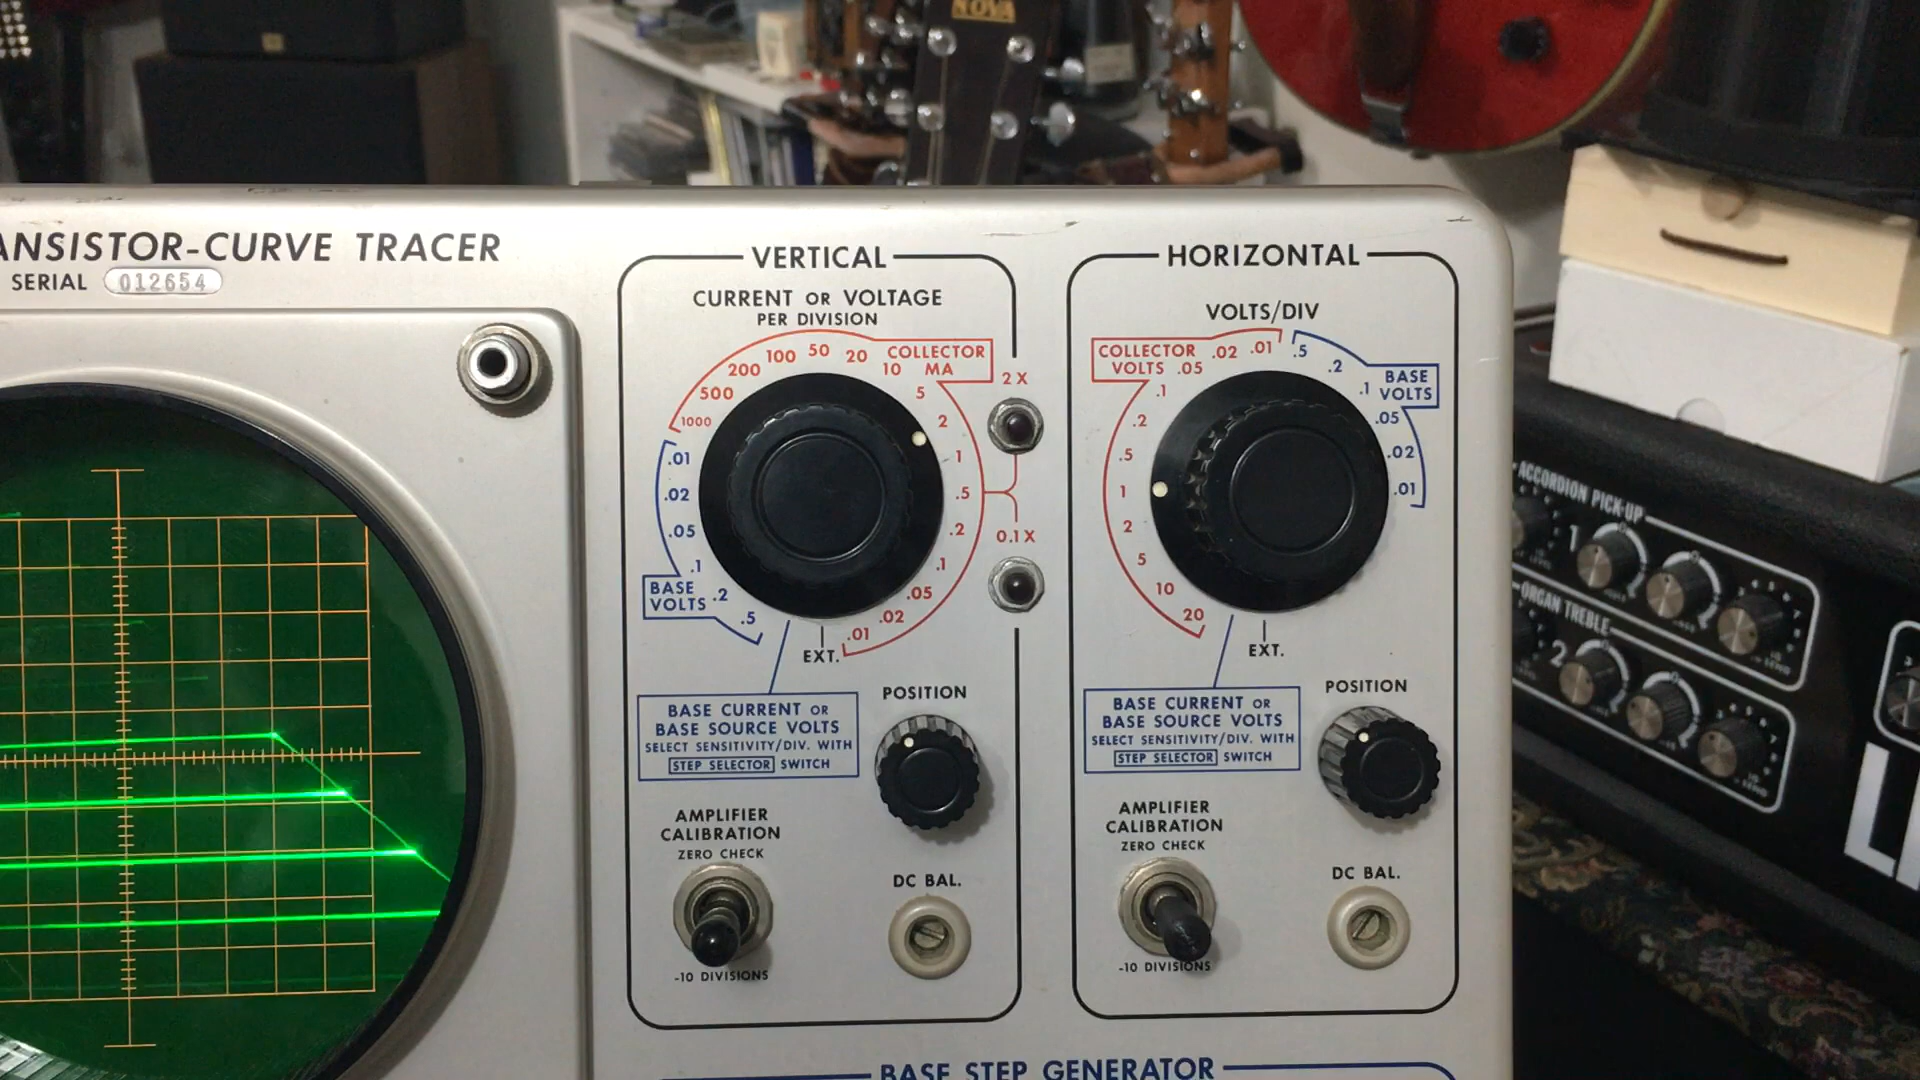 NOVA
ANSISTOR-CURVE TRACER
SERIAL 012654
VERTICAL
CURRENT OR VOLTAGE
PER DIVISION
1000
500
200
100
50
20
10
COLLECTOR
MA
5
2
1
.5
.2
.1
.05
.02
.01
.01
.02
.05
.1
.2
.5
BASE
VOLTS
EXT.
2 X
0.1 X
BASE CURRENT OR
BASE SOURCE VOLTS
SELECT SENSITIVITY/DIV. WITH
STEP SELECTOR SWITCH
POSITION
AMPLIFIER
CALIBRATION
ZERO CHECK
-10 DIVISIONS
DC BAL.
HORIZONTAL
VOLTS/DIV
COLLECTOR
VOLTS
.01
.02
.05
.1
.2
.5
1
2
5
10
20
.5
.2
.1
BASE
VOLTS
.05
.02
.01
EXT.
BASE CURRENT OR
BASE SOURCE VOLTS
SELECT SENSITIVITY/DIV. WITH
STEP SELECTOR SWITCH
POSITION
AMPLIFIER
CALIBRATION
ZERO CHECK
-10 DIVISIONS
DC BAL.
BASE STEP GENERATOR
ACCORDION PICK-UP
1
ORGAN TREBLE
2